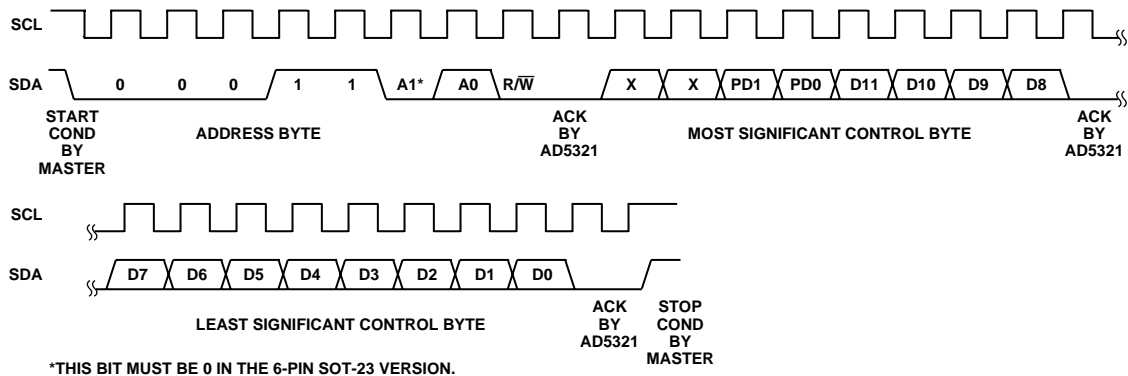 SCL
SDA 0 0 0 1 1 A1* A0 R/W̅ X X PD1 PD0 D11 D10 D9 D8
START COND BY MASTER
ADDRESS BYTE
ACK BY AD5321
MOST SIGNIFICANT CONTROL BYTE
ACK BY AD5321
SCL
SDA D7 D6 D5 D4 D3 D2 D1 D0
LEAST SIGNIFICANT CONTROL BYTE
ACK BY AD5321
STOP COND BY MASTER
*THIS BIT MUST BE 0 IN THE 6-PIN SOT-23 VERSION.